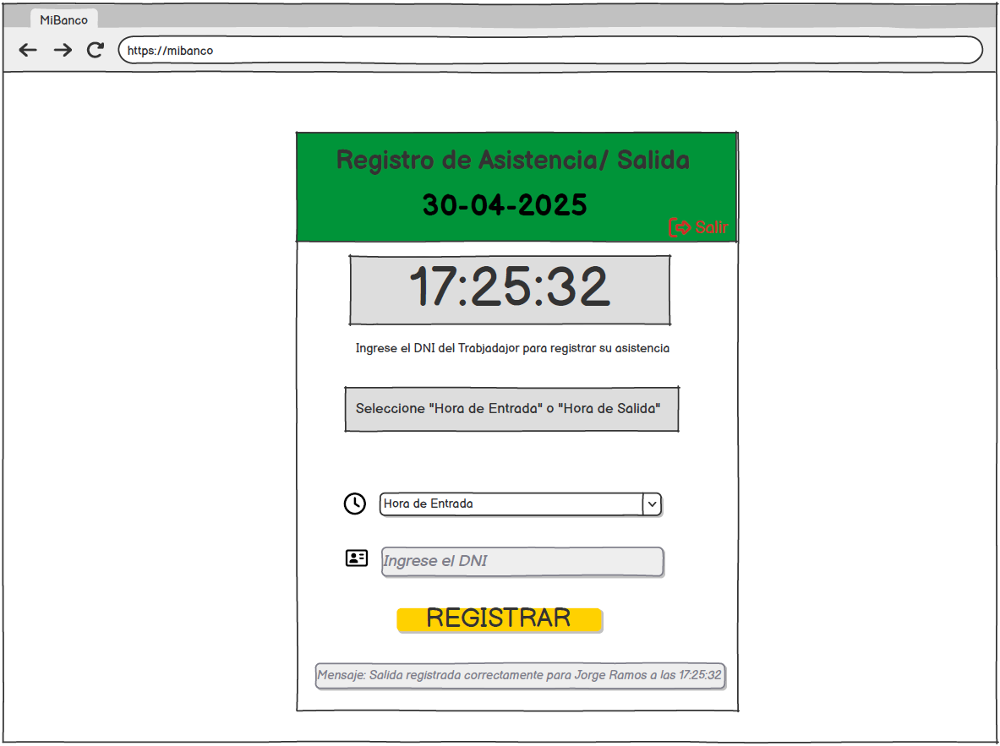 MiBanco
https://mibanco
Registro de Asistencia/ Salida
30-04-2025
Salir
17:25:32
Ingrese el DNI del Trabjadajor para registrar su asistencia
Seleccione "Hora de Entrada" o "Hora de Salida"
Hora de Entrada
Ingrese el DNI
REGISTRAR
Mensaje: Salida registrada correctamente para Jorge Ramos a las 17:25:32